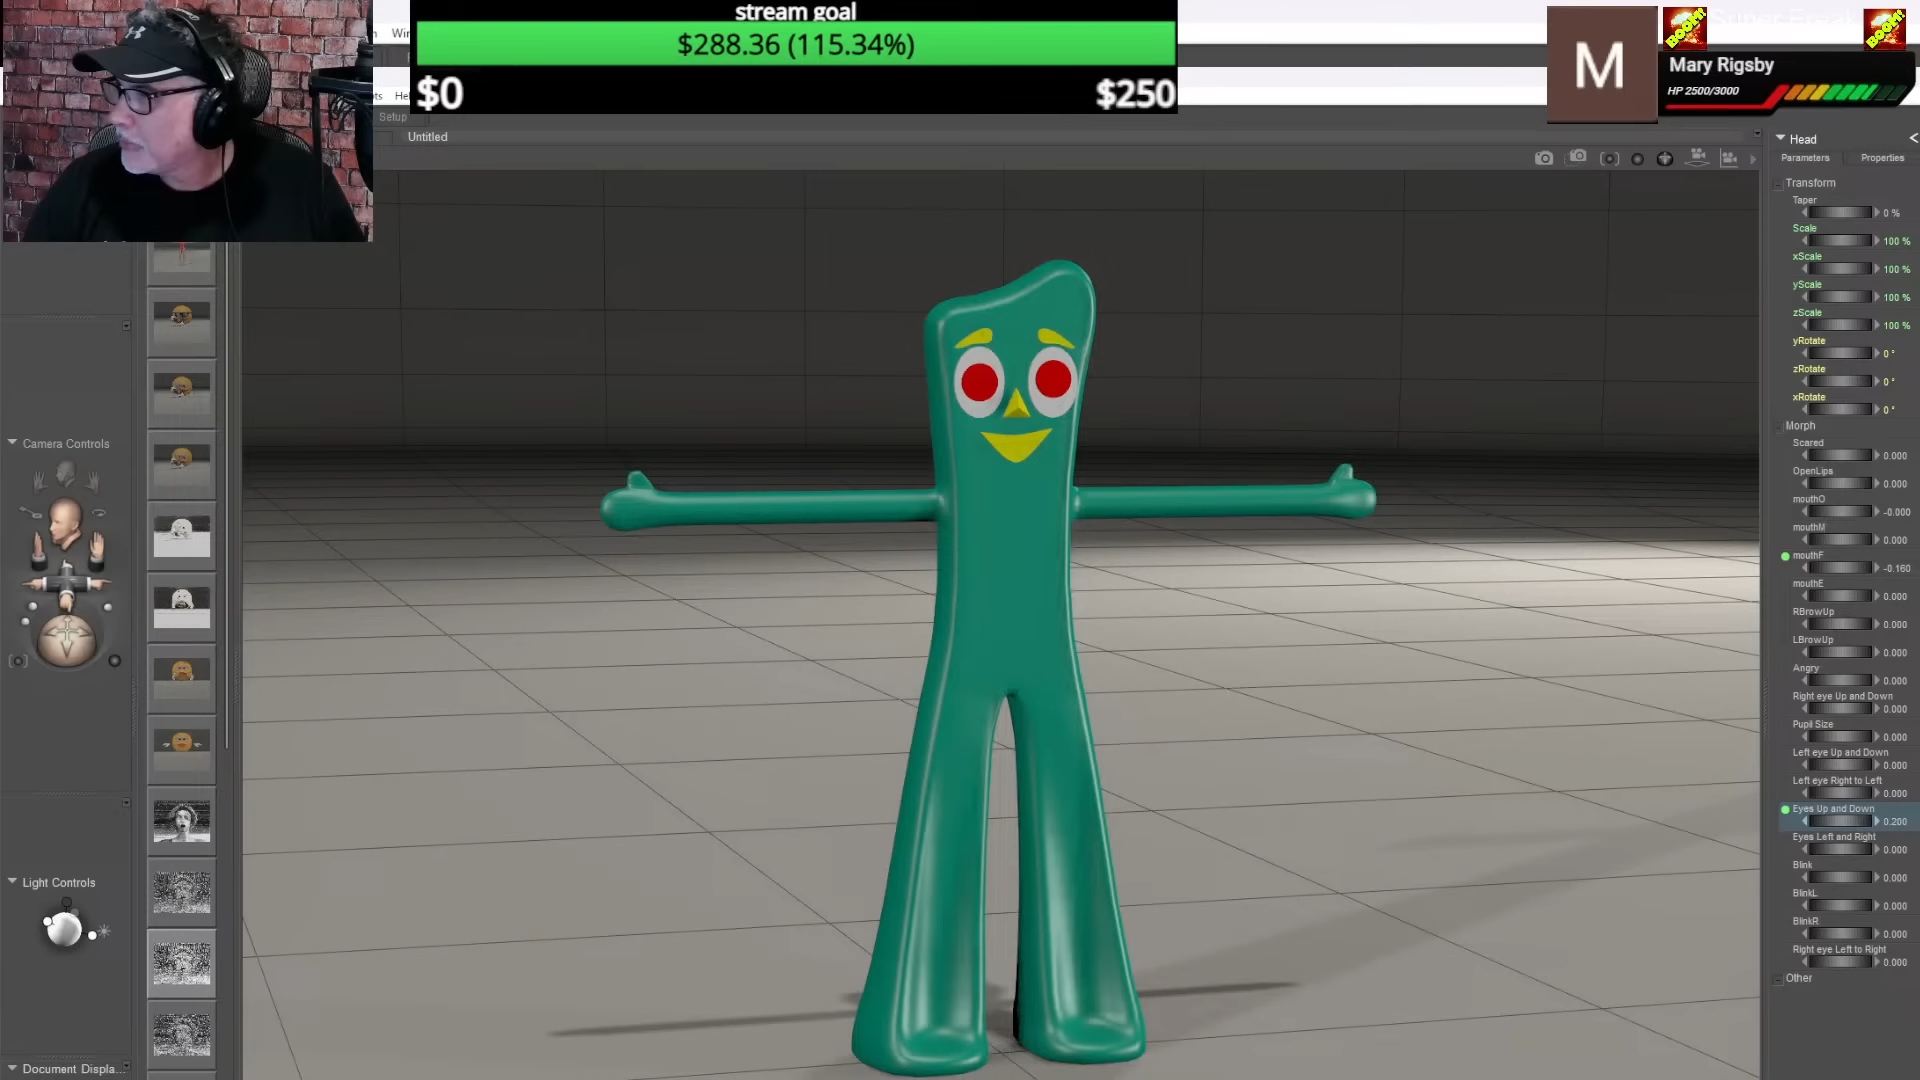 stream goal
$288.36 (115.34%)
$0
$250
M
BOOM!
BOOM!
Mary Rigsby
HP 2500/3000
Setup
Untitled
Head
Parameters
Properties
Transform
Taper
0 %
Scale
100 %
xScale
100 %
yScale
100 %
zScale
100 %
yRotate
0 °
zRotate
0 °
xRotate
0 °
Morph
Scared
0.000
OpenLips
0.000
mouthO
-0.000
mouthM
0.000
mouthF
-0.160
mouthE
0.000
RBrowUp
0.000
LBrowUp
0.000
Angry
0.000
Right eye Up and Down
0.000
Pupil Size
0.000
Left eye Up and Down
0.000
Left eye Right to Left
0.000
Eyes Up and Down
0.200
Eyes Left and Right
0.000
Blink
0.000
BlinkL
0.000
BlinkR
0.000
Right eye Left to Right
0.000
Other
Camera Controls
Light Controls
Document Displa...